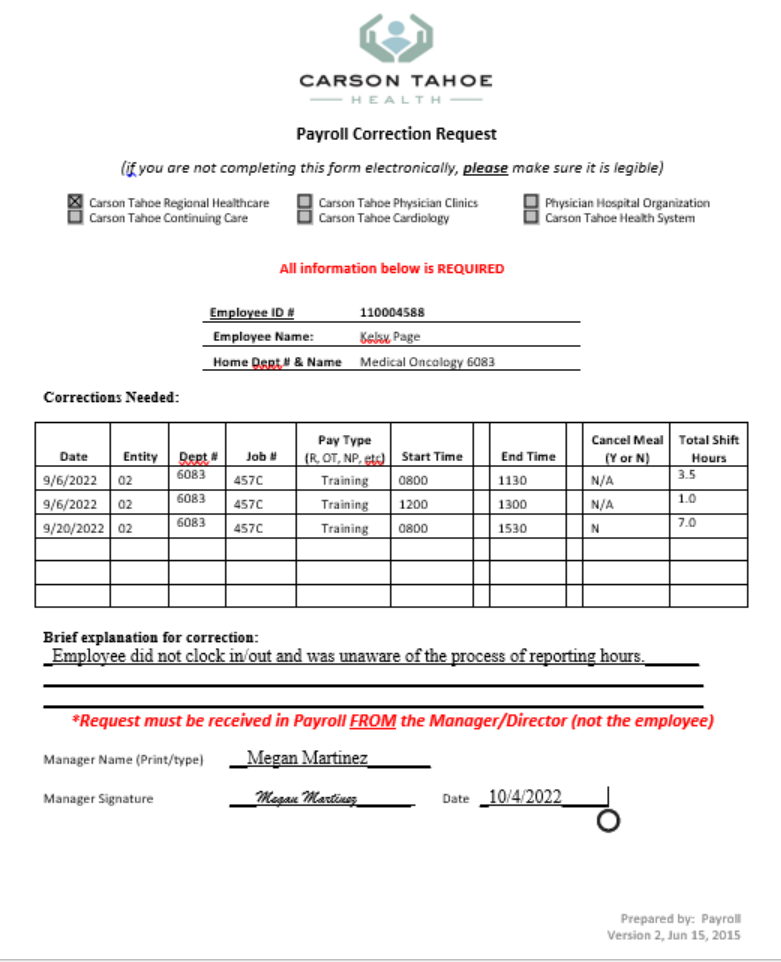 CARSON TAHOE
HEALTH
Payroll Correction Request
(if you are not completing this form electronically, please make sure it is legible)
Carson Tahoe Regional Healthcare Carson Tahoe Physician Clinics Physician Hospital Organization
Carson Tahoe Continuing Care Carson Tahoe Cardiology Carson Tahoe Health System
All information below is REQUIRED
Employee ID # 110004588
Employee Name: Kelsy Page
Home Dept # & Name Medical Oncology 6083
Corrections Needed:
Pay Type Cancel Meal Total Shift
Date Entity Dept # Job # (R, OT, NP, etc) Start Time End Time (Y or N) Hours
9/6/2022 02 6083 457C Training 0800 1130 N/A 3.5
9/6/2022 02 6083 457C Training 1200 1300 N/A 1.0
9/20/2022 02 6083 457C Training 0800 1530 N 7.0
Brief explanation for correction:
Employee did not clock in/out and was unaware of the process of reporting hours.
*Request must be received in Payroll FROM the Manager/Director (not the employee)
Manager Name (Print/type) Megan Martinez
Manager Signature Megan Martinez Date 10/4/2022
Prepared by: Payroll
Version 2, Jun 15, 2015